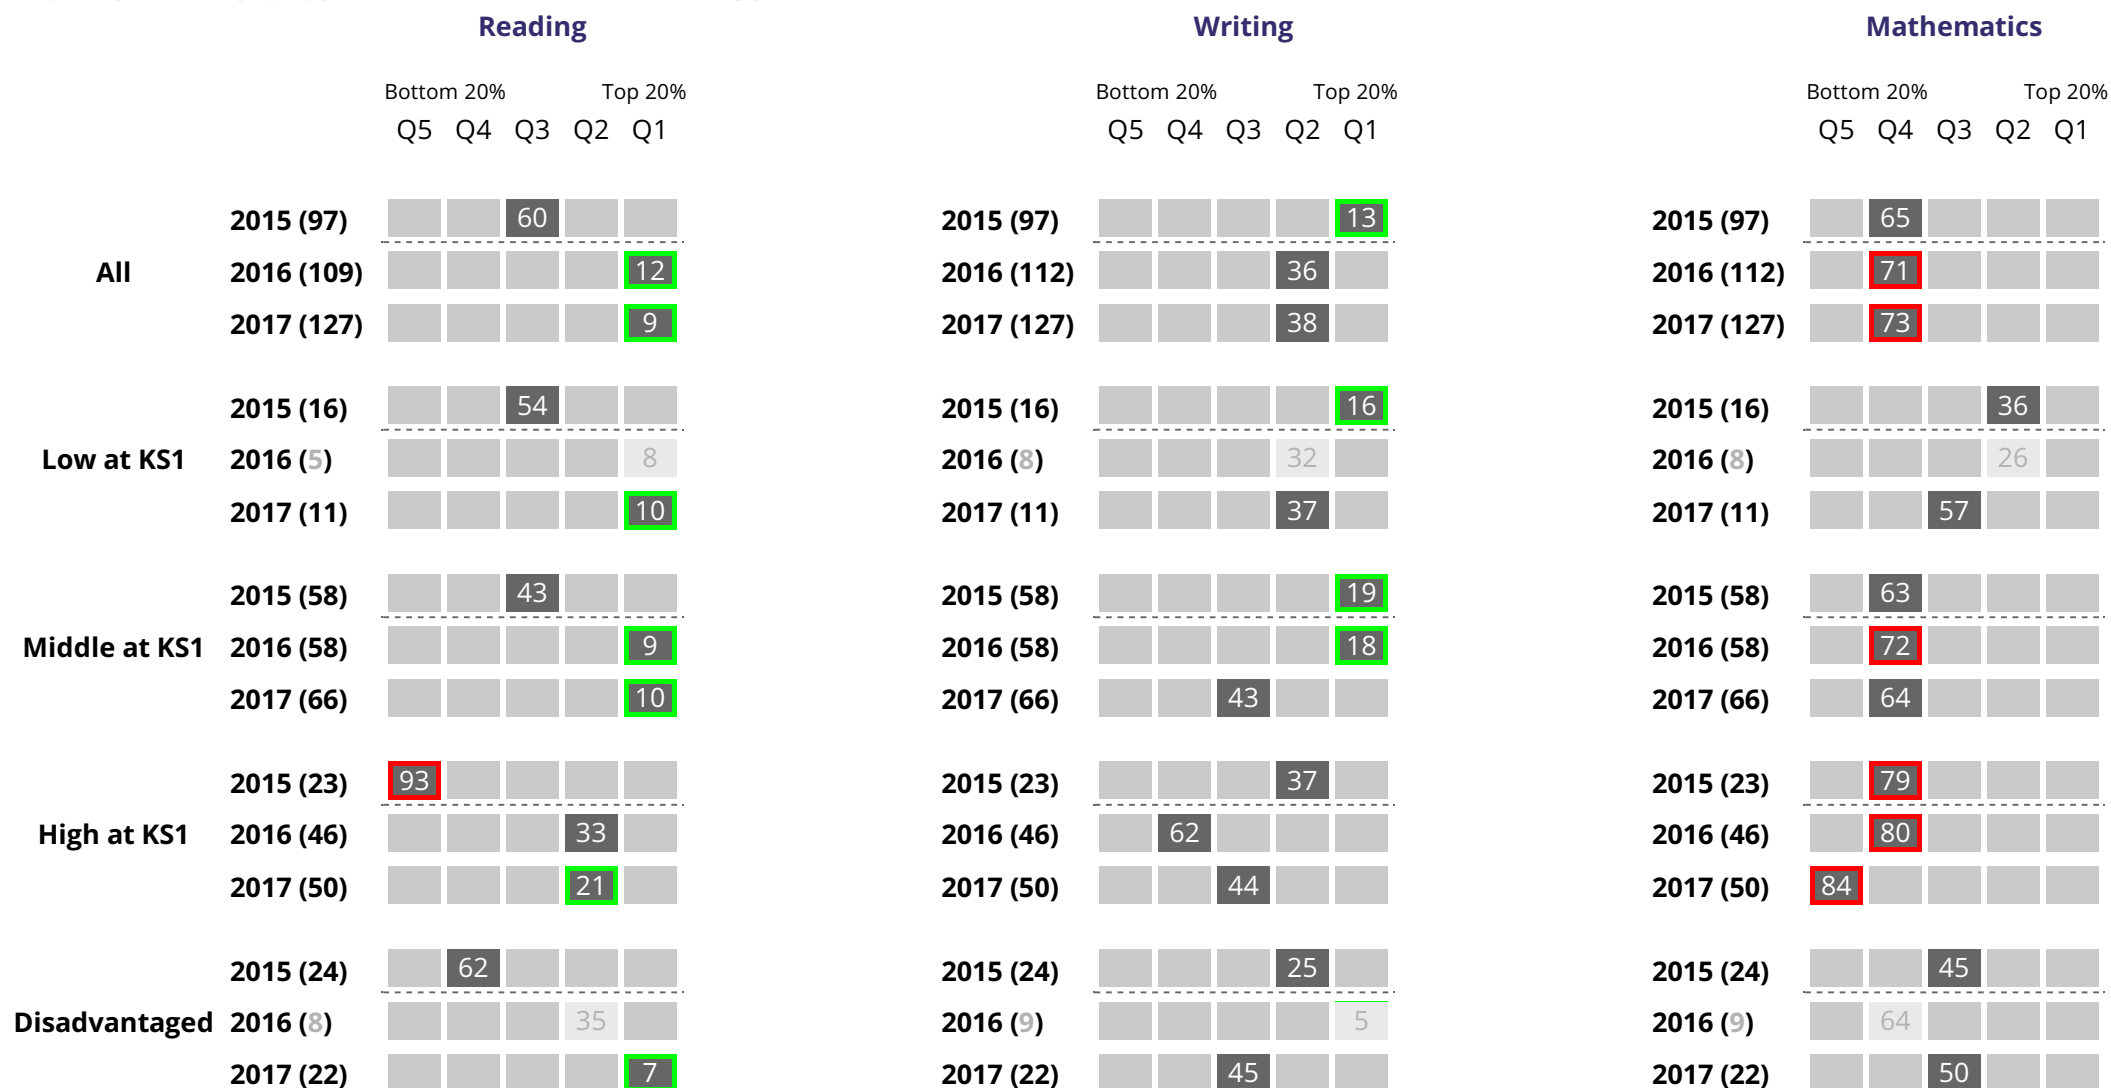 Reading Writing Mathematics
Bottom 20% Top 20% Bottom 20% Top 20% Bottom 20% Top 20%
Q5 Q4 Q3 Q2 Q1 Q5 Q4 Q3 Q2 Q1 Q5 Q4 Q3 Q2 Q1
2015 (97) 60 2015 (97) 13 2015 (97) 65
All 2016 (109) 12 2016 (112) 36 2016 (112) 71
2017 (127) 9 2017 (127) 38 2017 (127) 73
2015 (16) 54 2015 (16) 16 2015 (16) 36
Low at KS1 2016 (5) 8 2016 (8) 32 2016 (8) 26
2017 (11) 10 2017 (11) 37 2017 (11) 57
2015 (58) 43 2015 (58) 19 2015 (58) 63
Middle at KS1 2016 (58) 9 2016 (58) 18 2016 (58) 72
2017 (66) 10 2017 (66) 43 2017 (66) 64
2015 (23) 93 2015 (23) 37 2015 (23) 79
High at KS1 2016 (46) 33 2016 (46) 62 2016 (46) 80
2017 (50) 21 2017 (50) 44 2017 (50) 84
2015 (24) 62 2015 (24) 25 2015 (24) 45
Disadvantaged 2016 (8) 35 2016 (9) 5 2016 (9) 64
2017 (22) 7 2017 (22) 45 2017 (22) 50